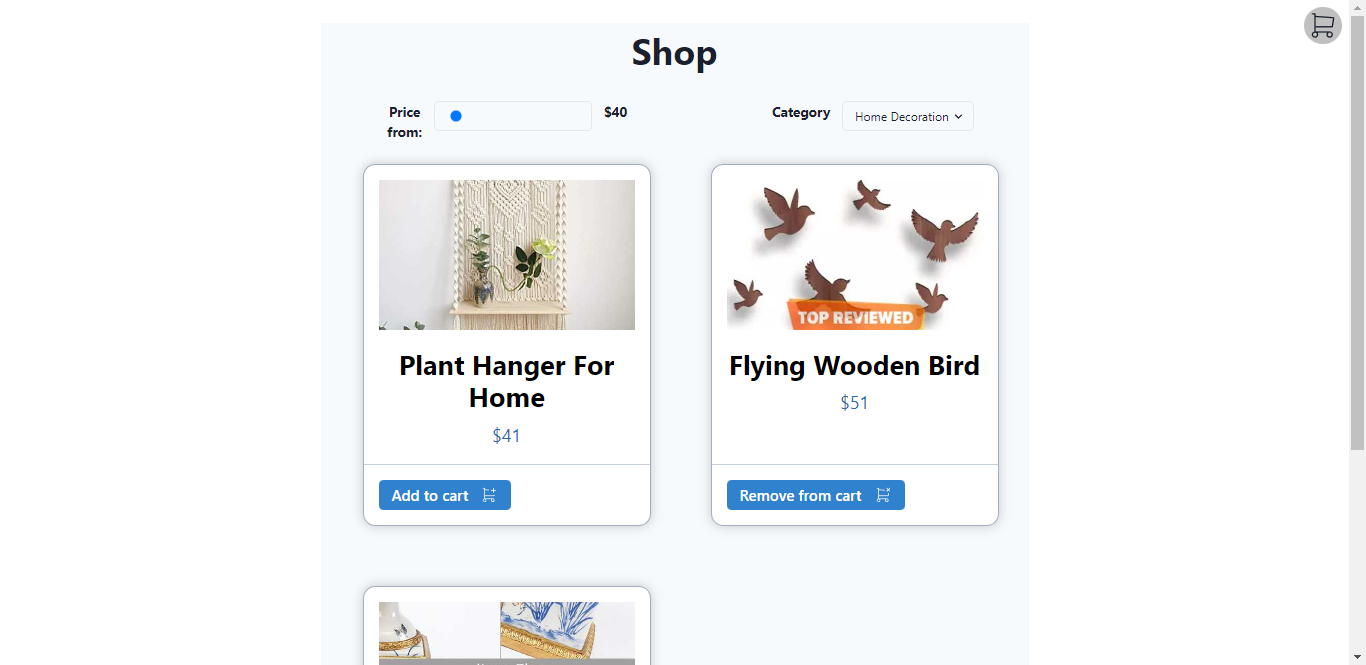 Shop
Price
from:
$40
Category
Home Decoration
TOP REVIEWED
Plant Hanger For
Home
$41
Flying Wooden Bird
$51
Add to cart
Remove from cart